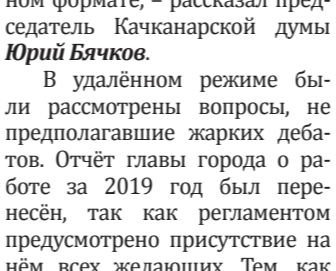 ном формате, – рассказал пред-
седатель Качканарской думы
Юрий Бячков.
В удалённом режиме бы-
ли рассмотрены вопросы, не
предполагавшие жарких деба-
тов. Отчёт главы города о ра-
боте за 2019 год был пере-
несён, так как регламентом
предусмотрено присутствие на
нём всех желающих. Тем, как